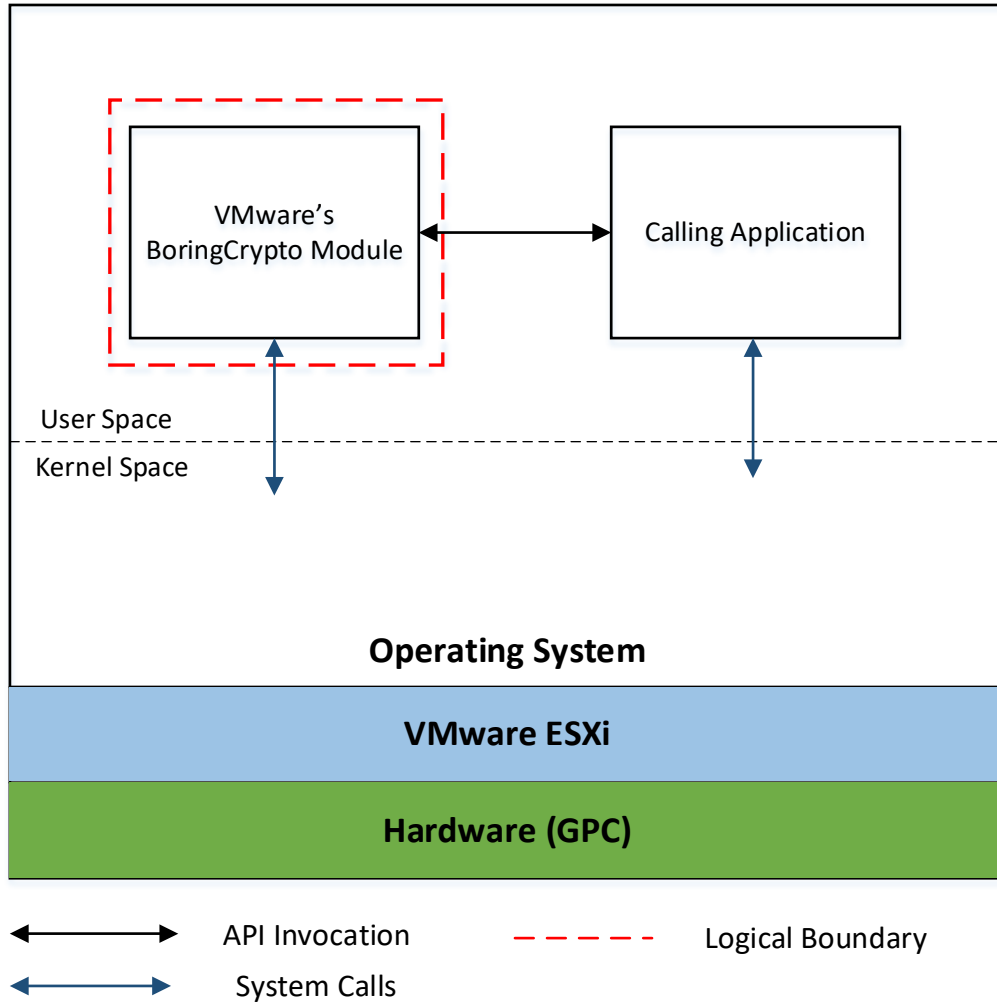 VMware’s
BoringCrypto Module
Calling Application
User Space
Kernel Space
Operating System
VMware ESXi
Hardware (GPC)
API Invocation
Logical Boundary
System Calls